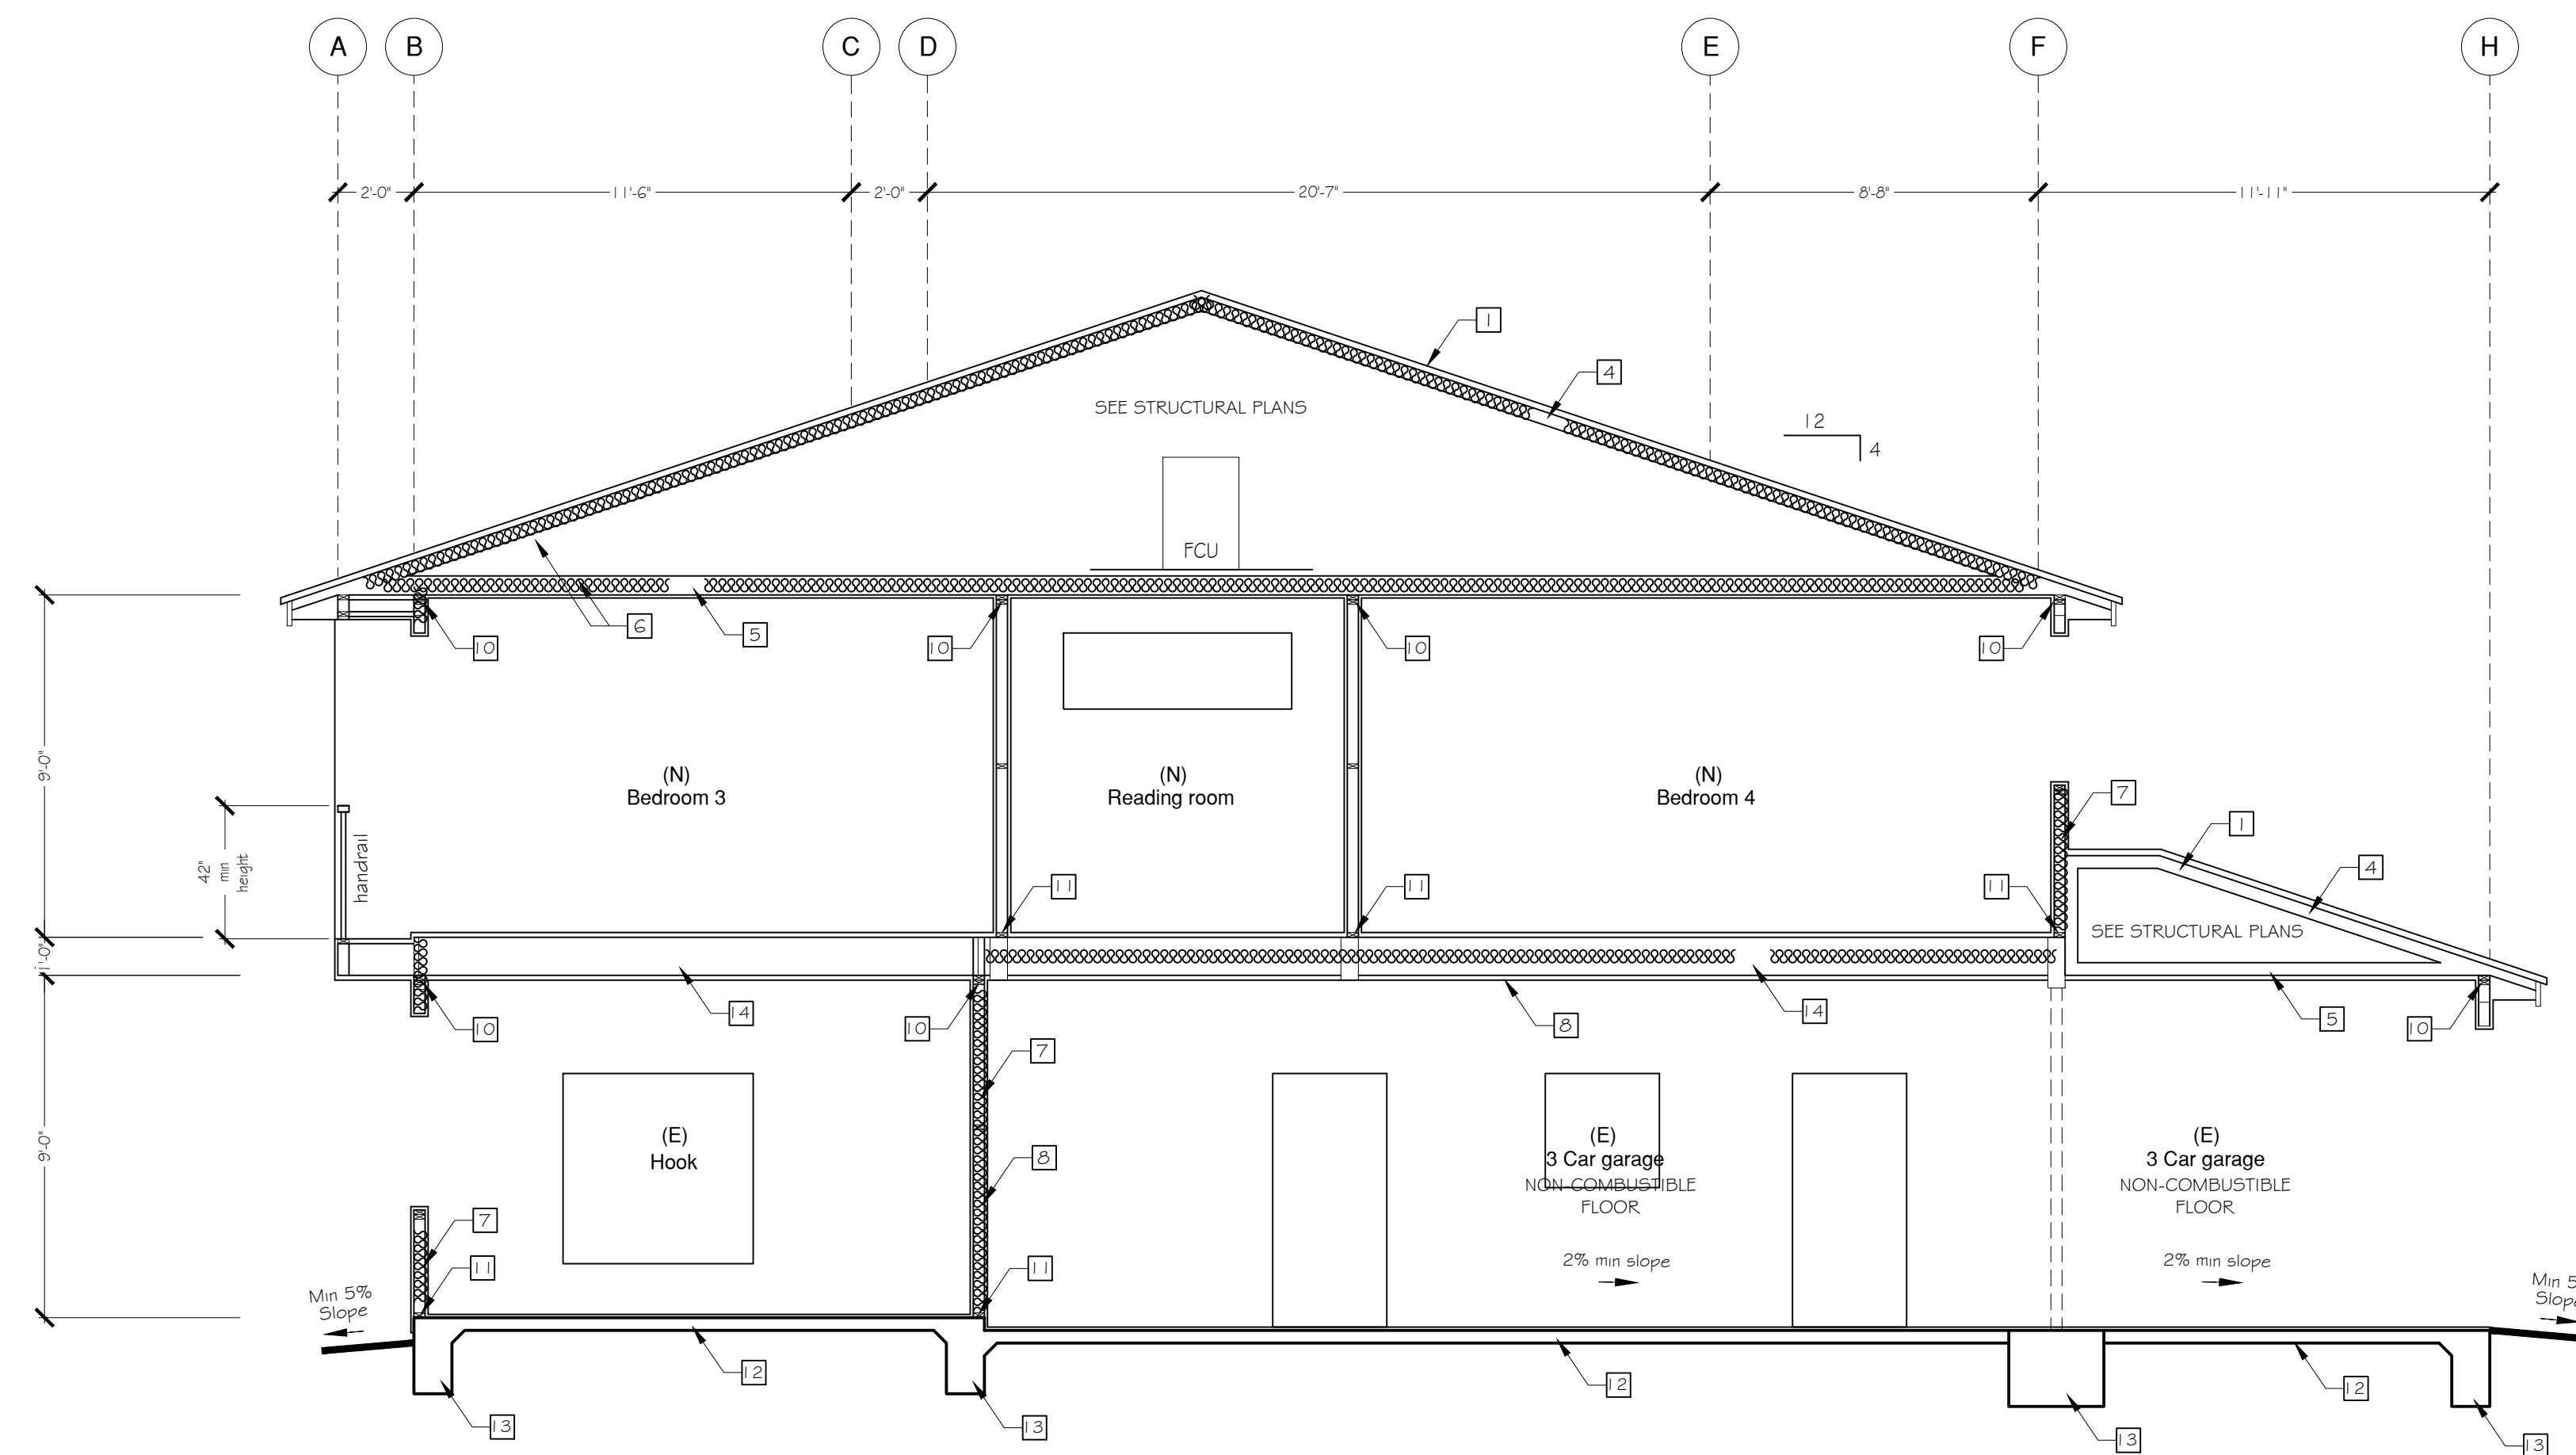 A B C D E F H
2'-0" 11'-6" 2'-0" 20'-7" 8'-8" 11'-11"
1
4
SEE STRUCTURAL PLANS
12
4
FCU
6
5
10
10
10
10
9'-0"
(N)
Bedroom 3
(N)
Reading room
(N)
Bedroom 4
7
1
4
42"
min
height
handrail
11
11
11
SEE STRUCTURAL PLANS
1'-0"
10
14
10
8
14
5
10
7
9'-0"
(E)
Hook
8
(E)
3 Car garage
NON-COMBUSTIBLE
FLOOR
(E)
3 Car garage
NON-COMBUSTIBLE
FLOOR
7
11
11
2% min slope
2% min slope
Min 5%
Slope
Min 5
Slope
12
12
12
13
13
13
13